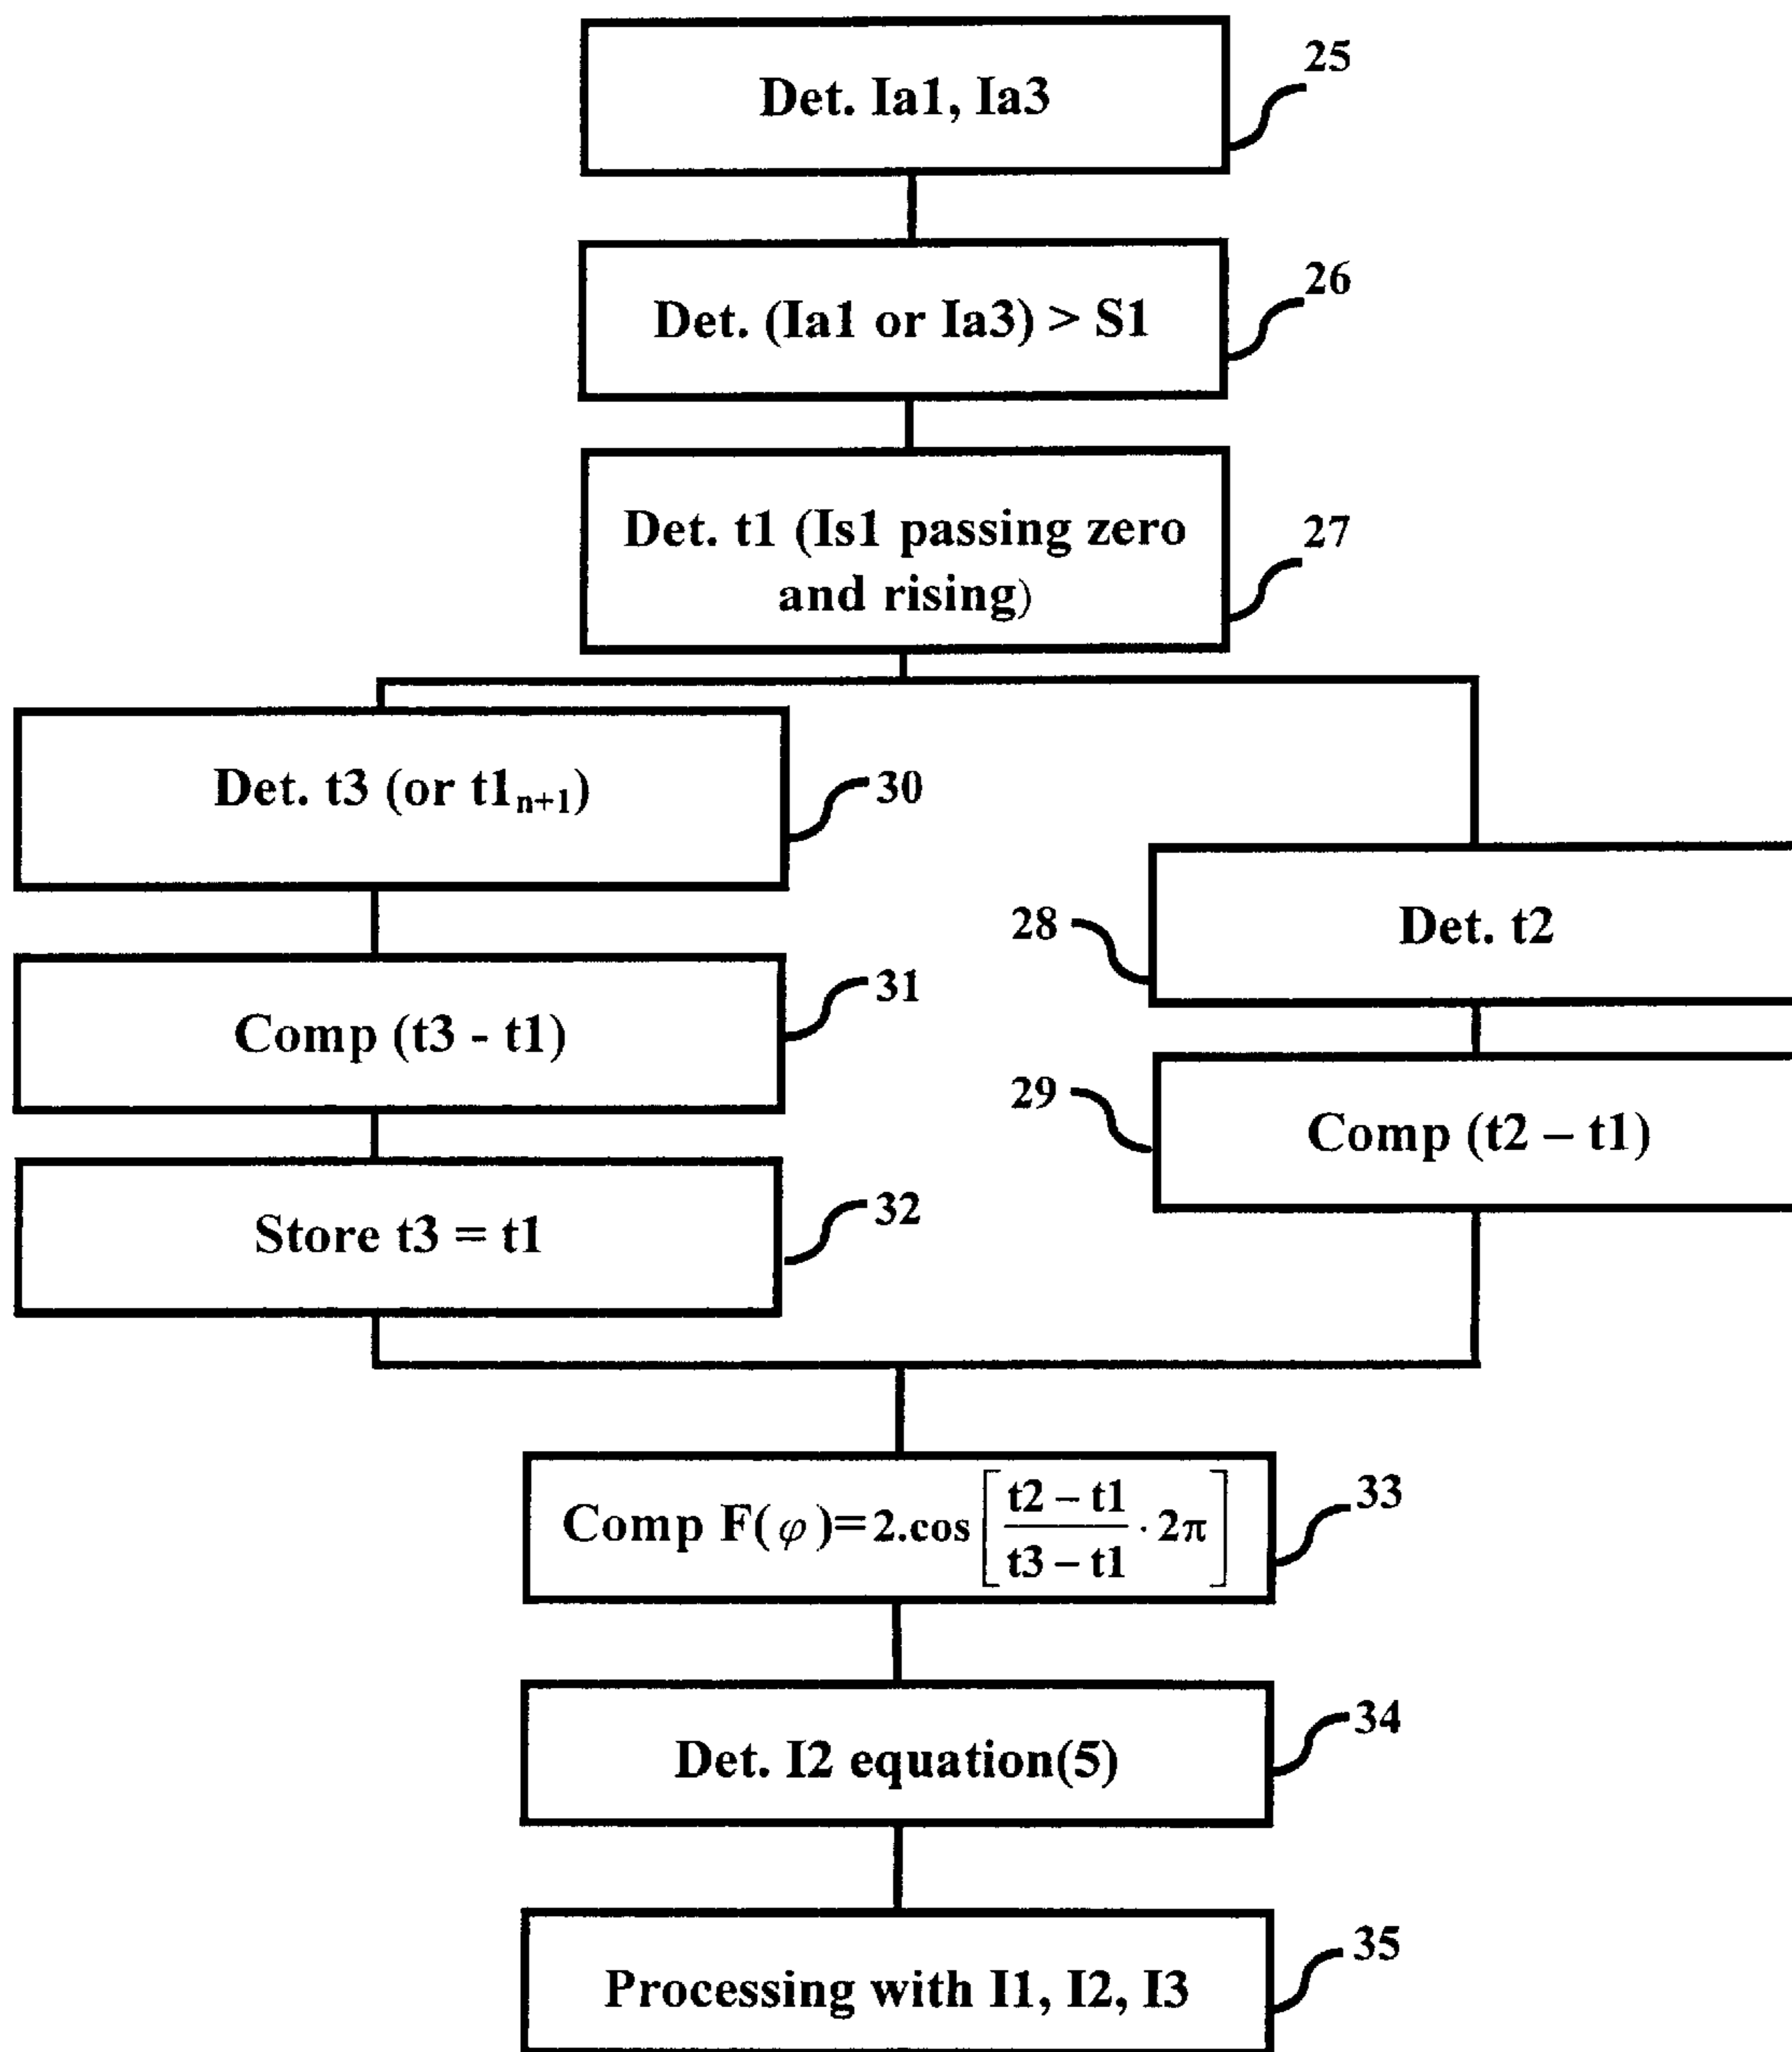 Det. Ia1, Ia3
25
Det. (Ia1 or Ia3) > S1
26
Det. t1 (Is1 passing zero
and rising)
27
Det. t3 (or t1ₙ₊₁)
30
Comp (t3 - t1)
31
Store t3 = t1
32
28
Det. t2
29
Comp (t2 – t1)
Comp F(φ)=2.cos[(t2 – t1)/(t3 – t1) · 2π]
33
Det. I2 equation(5)
34
Processing with I1, I2, I3
35